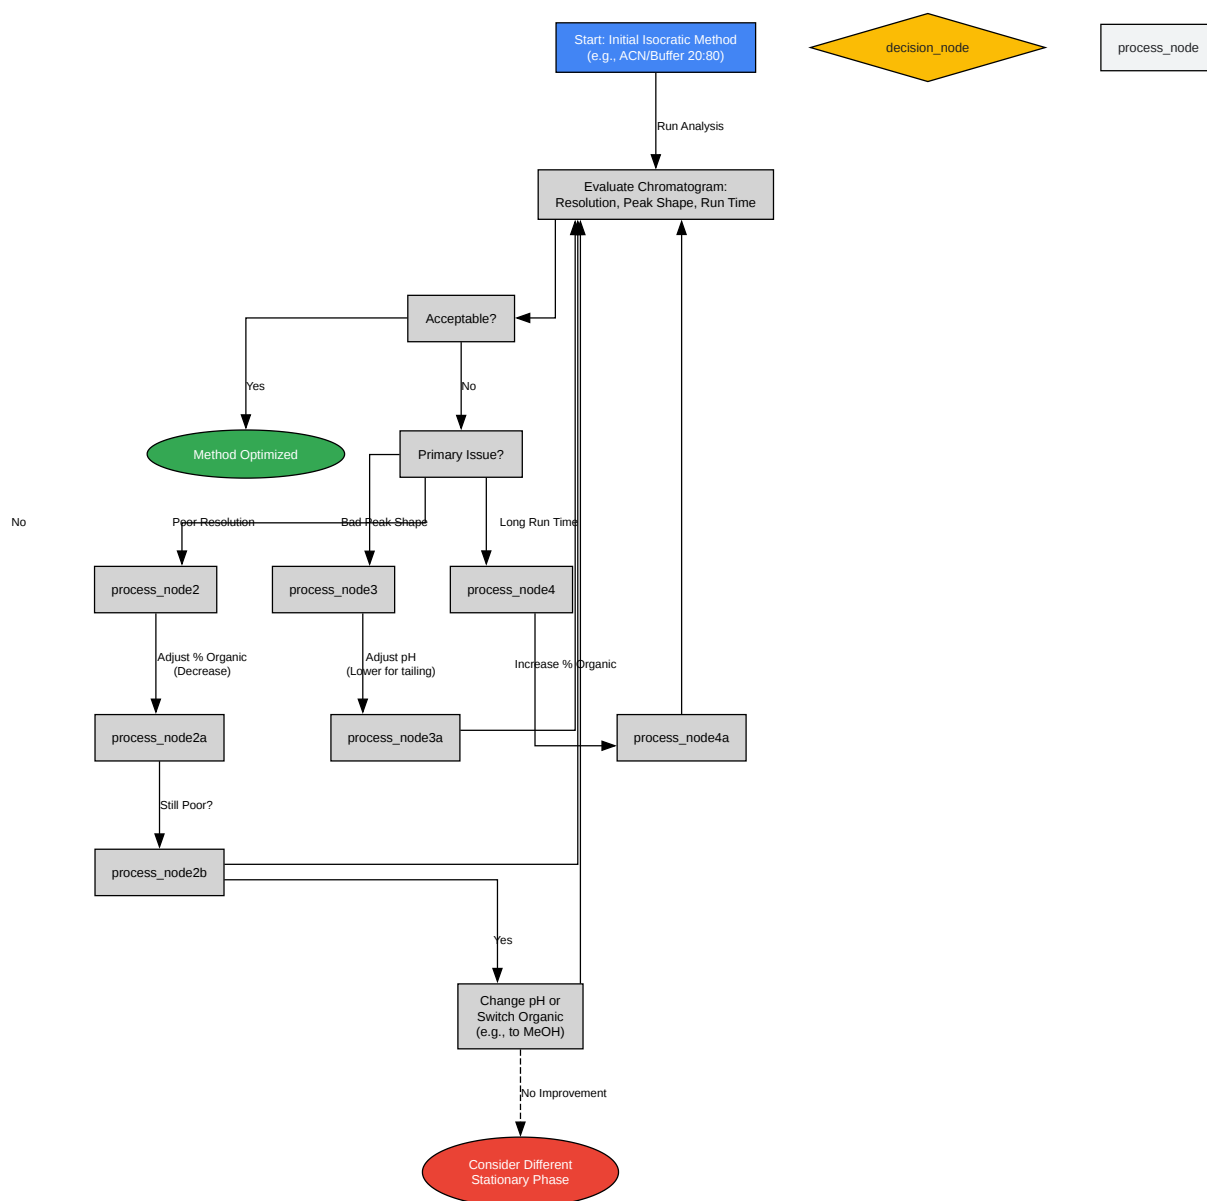 Start: Initial Isocratic Method
(e.g., ACN/Buffer 20:80)
decision_node
process_node
Run Analysis
Evaluate Chromatogram:
Resolution, Peak Shape, Run Time
Acceptable?
Yes
No
Method Optimized
Primary Issue?
No
Poor Resolution
Bad Peak Shape
Long Run Time
process_node2
process_node3
process_node4
Adjust % Organic
(Decrease)
Adjust pH
(Lower for tailing)
Increase % Organic
process_node2a
process_node3a
process_node4a
Still Poor?
process_node2b
Yes
Change pH or
Switch Organic
(e.g., to MeOH)
No Improvement
Consider Different
Stationary Phase